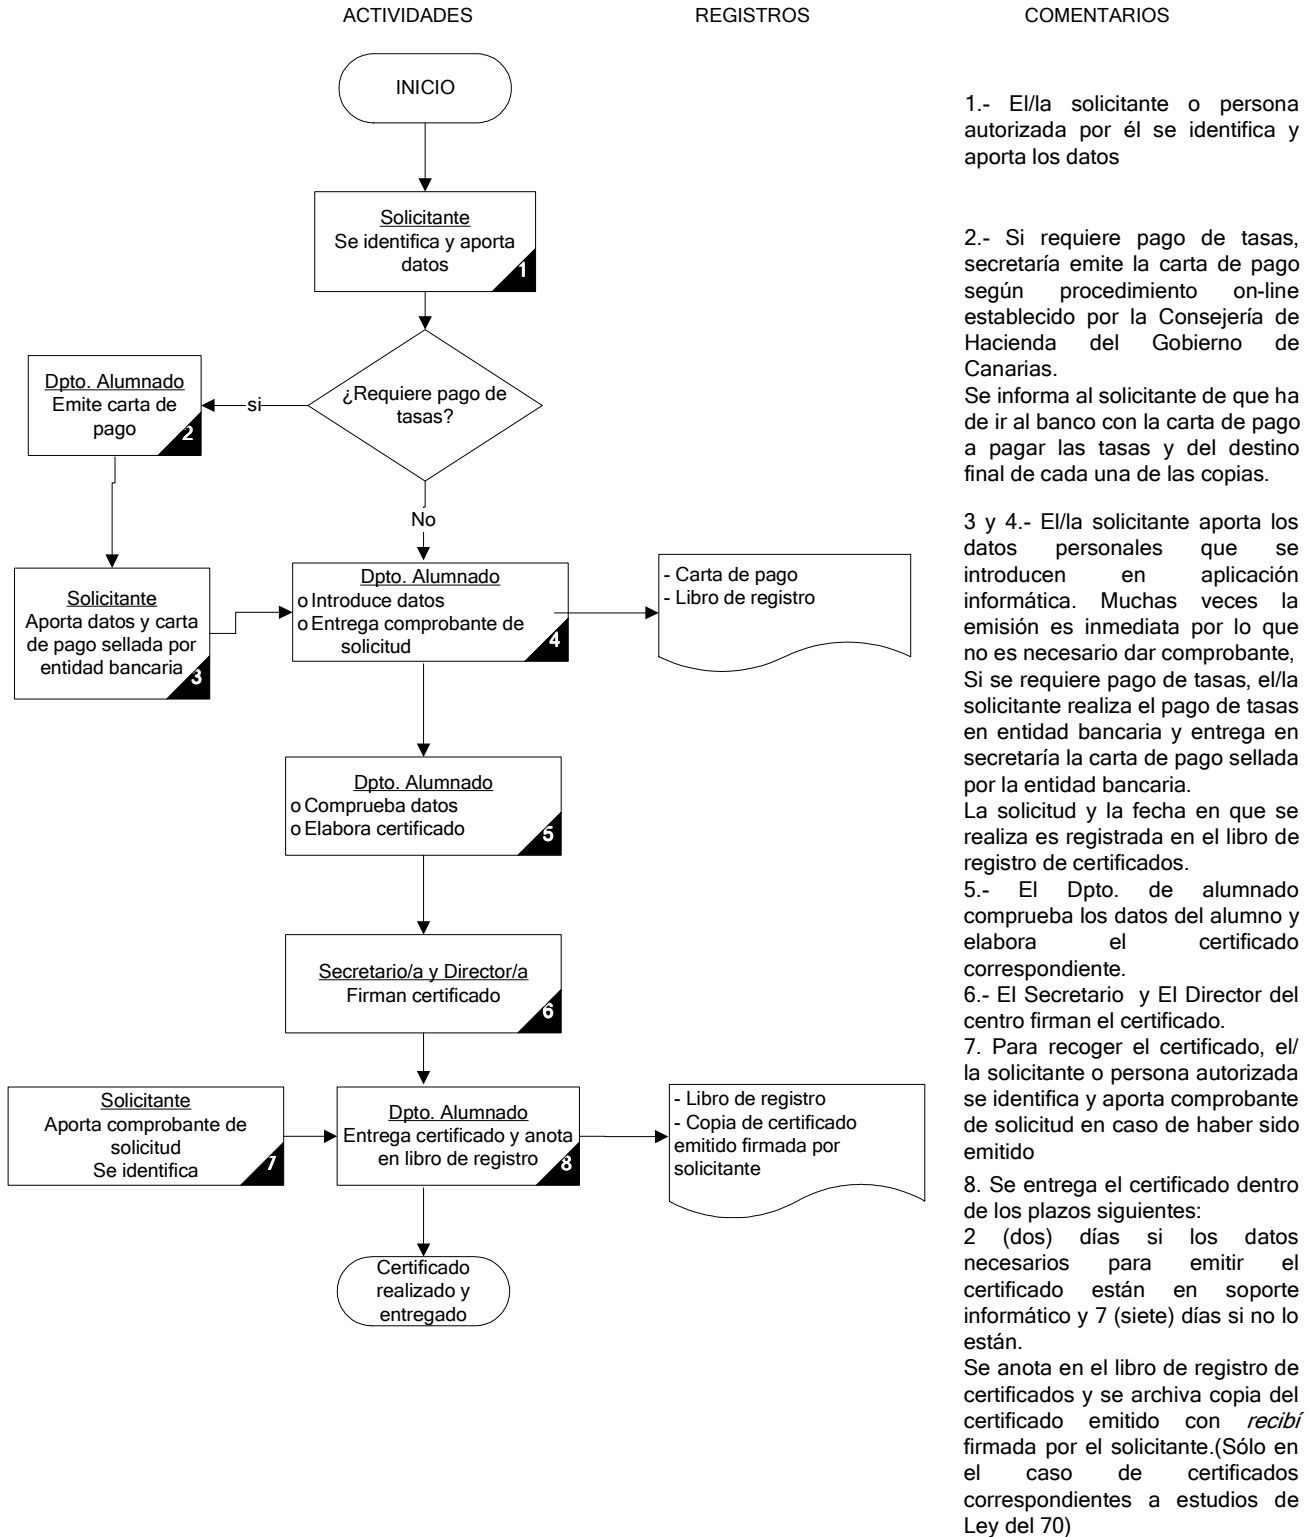 ACTIVIDADES
REGISTROS
COMENTARIOS
INICIO
Solicitante
Se identifica y aporta
datos
1
¿Requiere pago de
tasas?
si
No
Dpto. Alumnado
Emite carta de
pago
2
Solicitante
Aporta datos y carta
de pago sellada por
entidad bancaria
3
Dpto. Alumnado
o Introduce datos
o Entrega comprobante de
solicitud
4
- Carta de pago
- Libro de registro
Dpto. Alumnado
o Comprueba datos
o Elabora certificado
5
Secretario/a y Director/a
Firman certificado
6
Solicitante
Aporta comprobante de
solicitud
Se identifica
7
Dpto. Alumnado
Entrega certificado y anota
en libro de registro
8
- Libro de registro
- Copia de certificado
emitido firmada por
solicitante
Certificado
realizado y
entregado
1.- El/la solicitante o persona
autorizada por él se identifica y
aporta los datos
2.- Si requiere pago de tasas,
secretaría emite la carta de pago
según procedimiento on-line
establecido por la Consejería de
Hacienda del Gobierno de
Canarias.
Se informa al solicitante de que ha
de ir al banco con la carta de pago
a pagar las tasas y del destino
final de cada una de las copias.
3 y 4.- El/la solicitante aporta los
datos personales que se
introducen en aplicación
informática. Muchas veces la
emisión es inmediata por lo que
no es necesario dar comprobante,
Si se requiere pago de tasas, el/la
solicitante realiza el pago de tasas
en entidad bancaria y entrega en
secretaría la carta de pago sellada
por la entidad bancaria.
La solicitud y la fecha en que se
realiza es registrada en el libro de
registro de certificados.
5.- El Dpto. de alumnado
comprueba los datos del alumno y
elabora el certificado
correspondiente.
6.- El Secretario y El Director del
centro firman el certificado.
7. Para recoger el certificado, el/
la solicitante o persona autorizada
se identifica y aporta comprobante
de solicitud en caso de haber sido
emitido
8. Se entrega el certificado dentro
de los plazos siguientes:
2 (dos) días si los datos
necesarios para emitir el
certificado están en soporte
informático y 7 (siete) días si no lo
están.
Se anota en el libro de registro de
certificados y se archiva copia del
certificado emitido con recibí
firmada por el solicitante.(Sólo en
el caso de certificados
correspondientes a estudios de
Ley del 70)